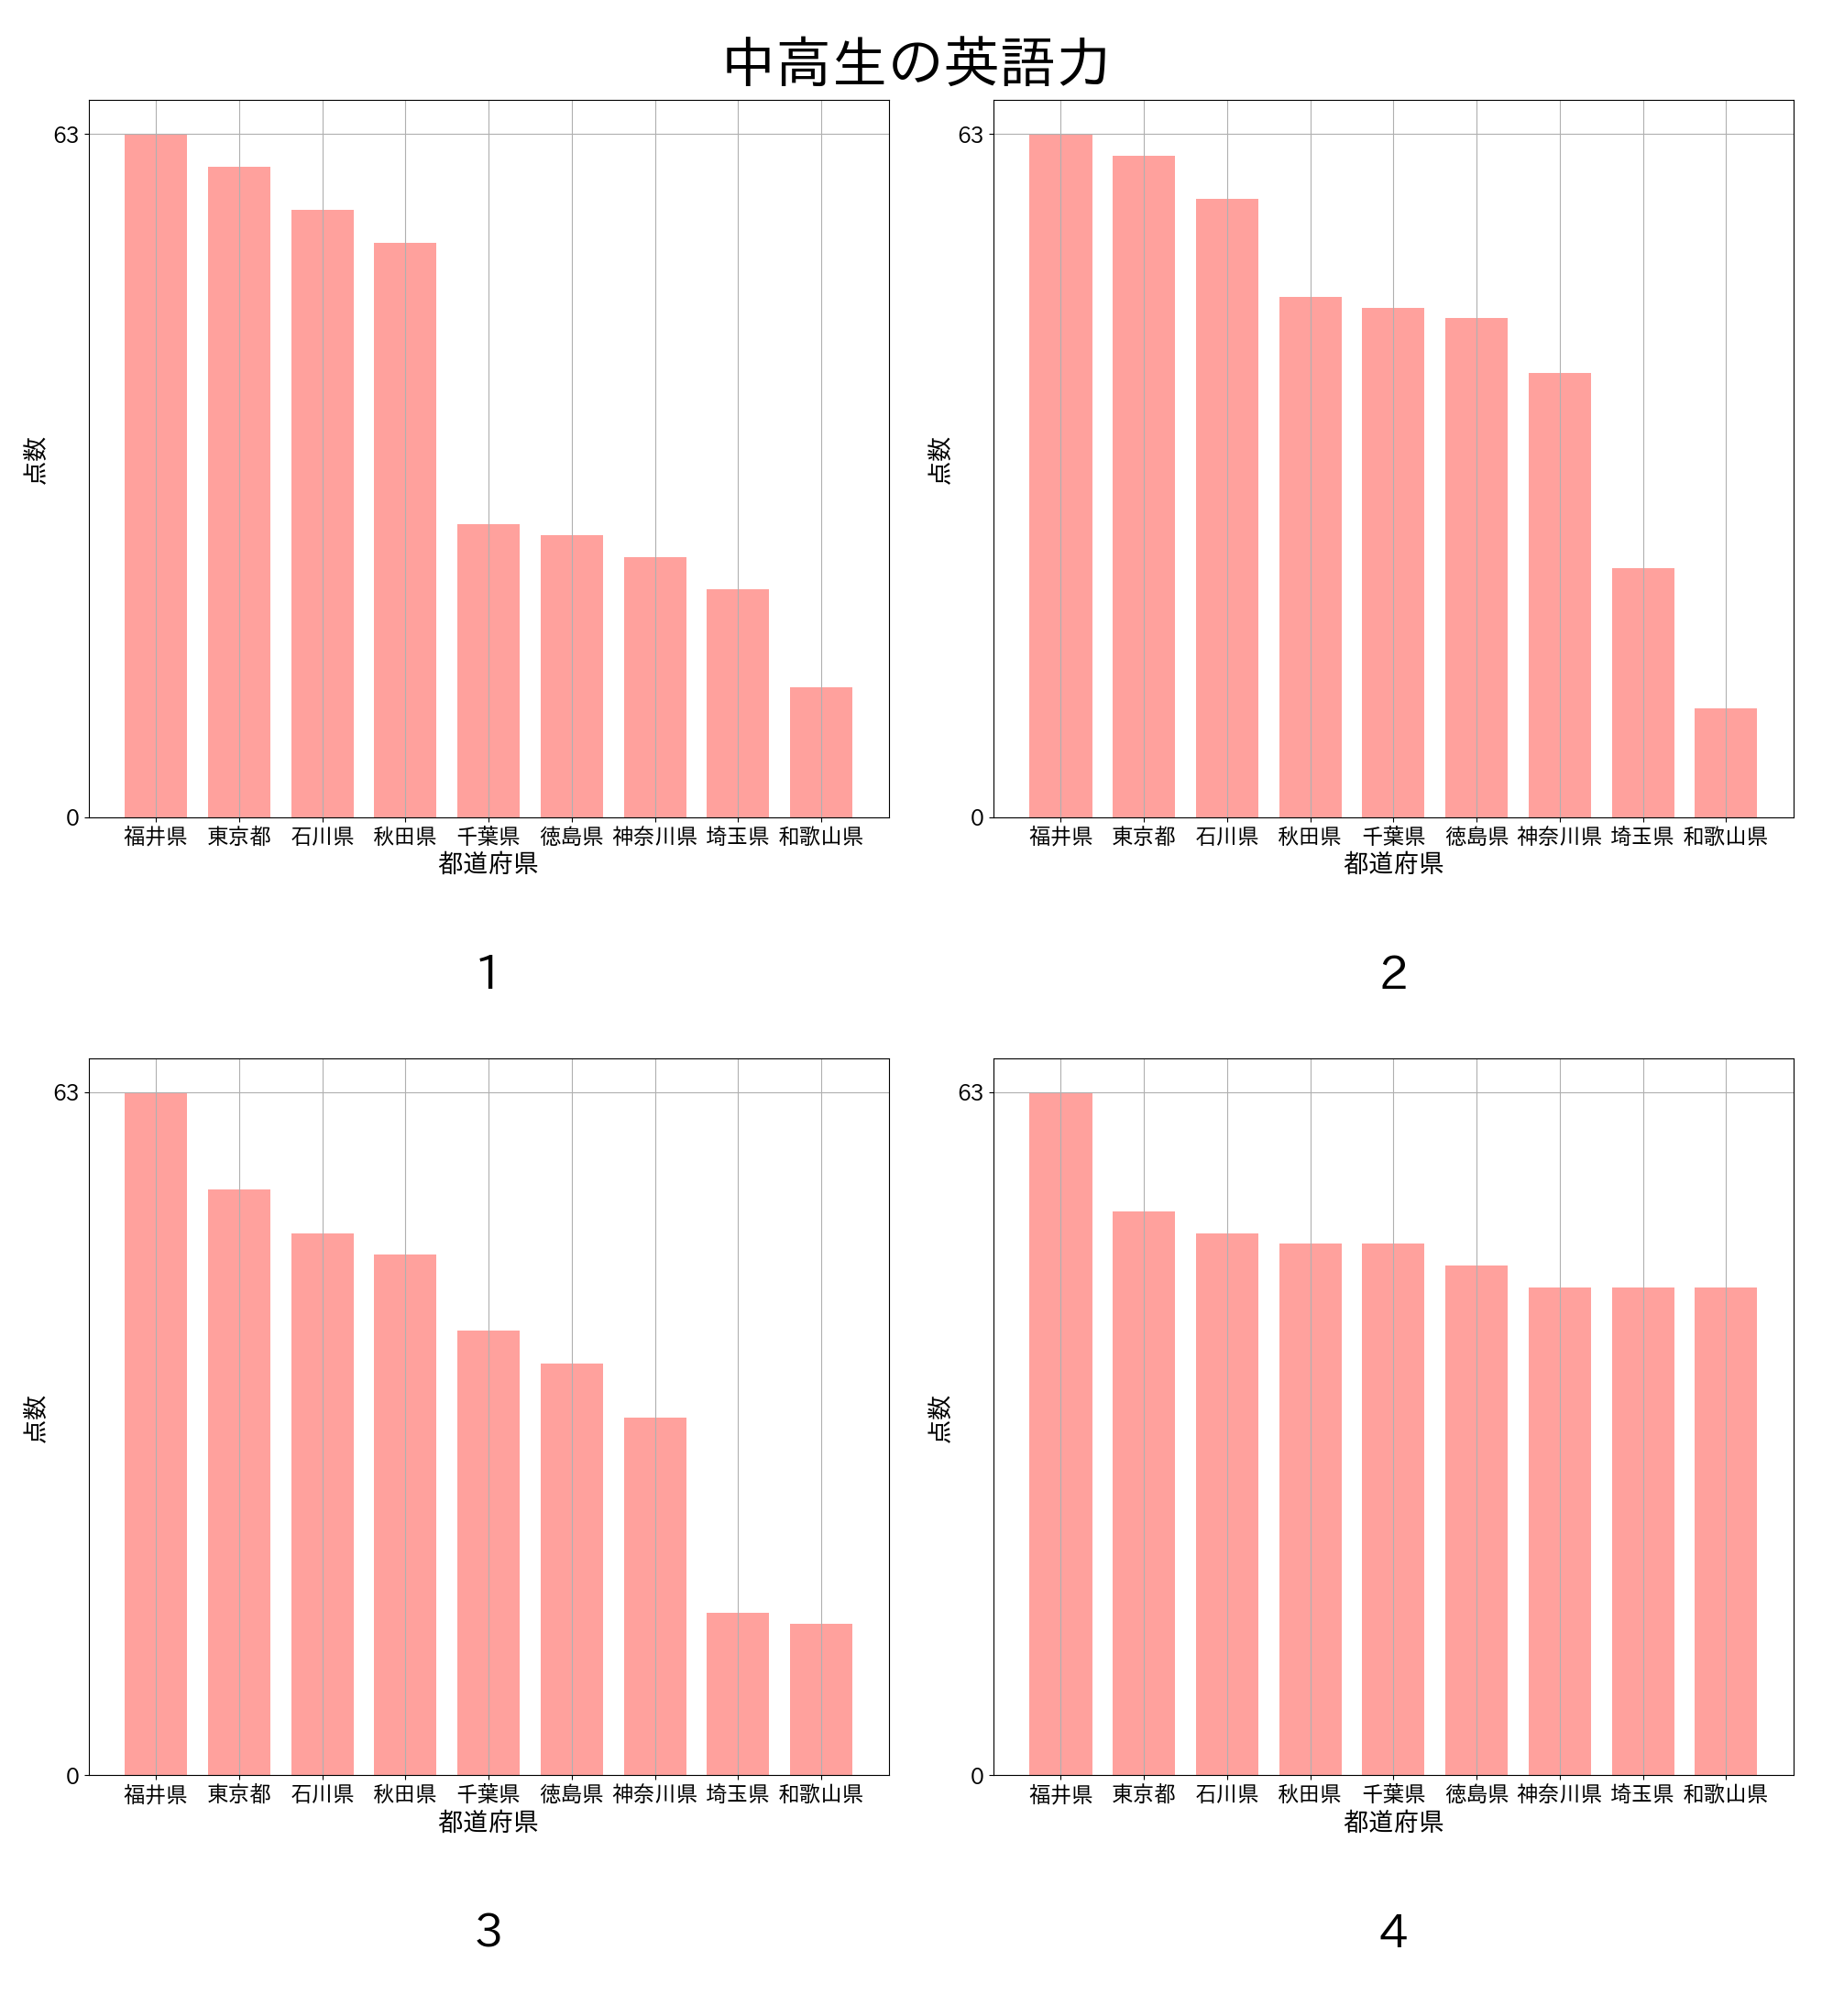 中高生の英語力
63
0
点数
福井県 東京都 石川県 秋田県 千葉県 徳島県 神奈川県 埼玉県 和歌山県
都道府県
1
63
0
点数
福井県 東京都 石川県 秋田県 千葉県 徳島県 神奈川県 埼玉県 和歌山県
都道府県
2
63
0
点数
福井県 東京都 石川県 秋田県 千葉県 徳島県 神奈川県 埼玉県 和歌山県
都道府県
3
63
0
点数
福井県 東京都 石川県 秋田県 千葉県 徳島県 神奈川県 埼玉県 和歌山県
都道府県
4